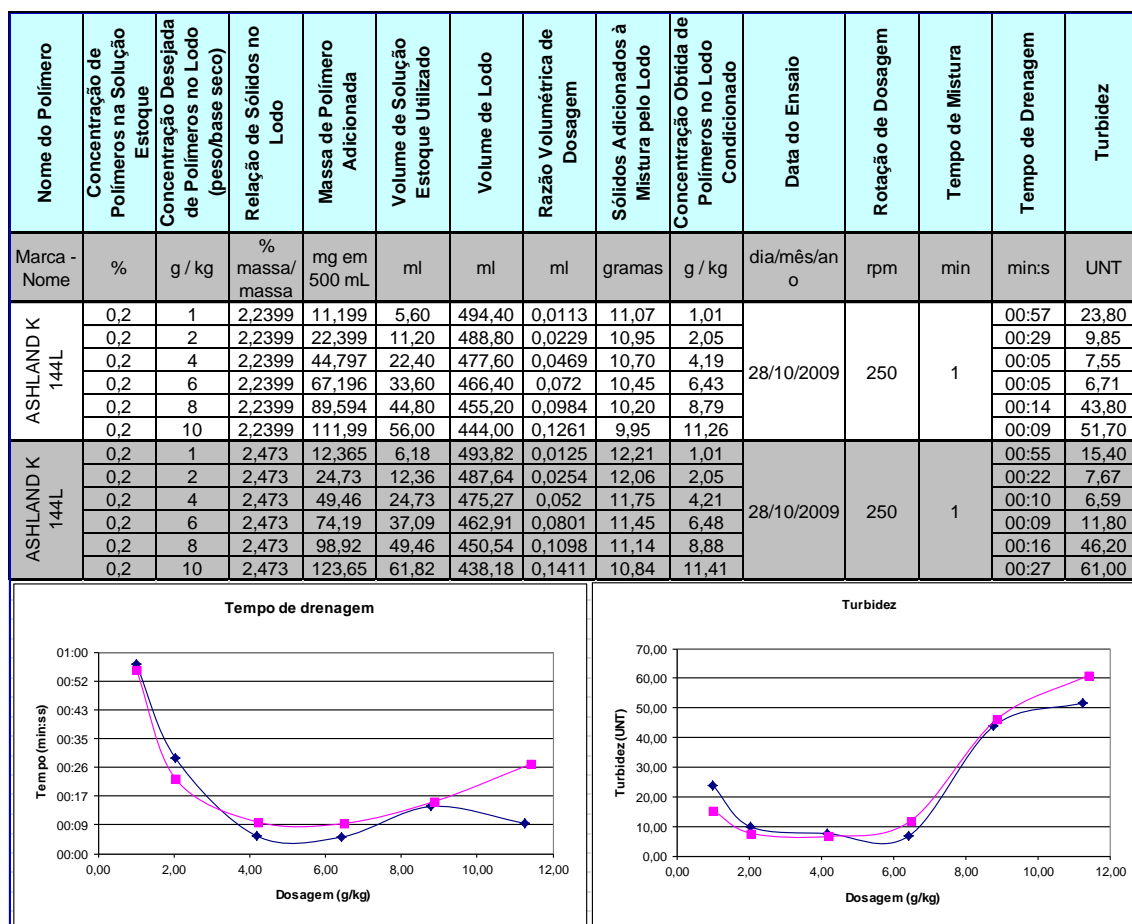 Nome do Polímero
Concentração de
Polímeros na Solução
Estoque
Concentração Desejada
de Polímeros no Lodo
(peso/base seco)
Relação de Sólidos no
Lodo
Massa de Polímero
Adicionada
Volume de Solução
Estoque Utilizado
Volume de Lodo
Razão Volumétrica de
Dosagem
Sólidos Adicionados à
Mistura pelo Lodo
Concentração Obtida de
Polímeros no Lodo
Condicionado
Data do Ensaio
Rotação de Dosagem
Tempo de Mistura
Tempo de Drenagem
Turbidez
Marca - Nome % g / kg % massa/ massa mg em 500 mL ml ml ml gramas g / kg dia/mês/an o rpm min min:s UNT
ASHLAND K
144L
0,2 1 2,2399 11,199 5,60 494,40 0,0113 11,07 1,01 00:57 23,80
0,2 2 2,2399 22,399 11,20 488,80 0,0229 10,95 2,05 00:29 9,85
0,2 4 2,2399 44,797 22,40 477,60 0,0469 10,70 4,19 00:05 7,55
28/10/2009 250 1
0,2 6 2,2399 67,196 33,60 466,40 0,072 10,45 6,43 00:05 6,71
0,2 8 2,2399 89,594 44,80 455,20 0,0984 10,20 8,79 00:14 43,80
0,2 10 2,2399 111,99 56,00 444,00 0,1261 9,95 11,26 00:09 51,70
ASHLAND K
144L
0,2 1 2,473 12,365 6,18 493,82 0,0125 12,21 1,01 00:55 15,40
0,2 2 2,473 24,73 12,36 487,64 0,0254 12,06 2,05 00:22 7,67
0,2 4 2,473 49,46 24,73 475,27 0,052 11,75 4,21 00:10 6,59
28/10/2009 250 1
0,2 6 2,473 74,19 37,09 462,91 0,0801 11,45 6,48 00:09 11,80
0,2 8 2,473 98,92 49,46 450,54 0,1098 11,14 8,88 00:16 46,20
0,2 10 2,473 123,65 61,82 438,18 0,1411 10,84 11,41 00:27 61,00
Tempo de drenagem
Tempo (min:ss)
01:00
00:52
00:43
00:35
00:26
00:17
00:09
00:00
0,00 2,00 4,00 6,00 8,00 10,00 12,00
Dosagem (g/kg)
Turbidez
Turbidez (UNT)
70,00
60,00
50,00
40,00
30,00
20,00
10,00
0,00
0,00 2,00 4,00 6,00 8,00 10,00 12,00
Dosagem (g/kg)